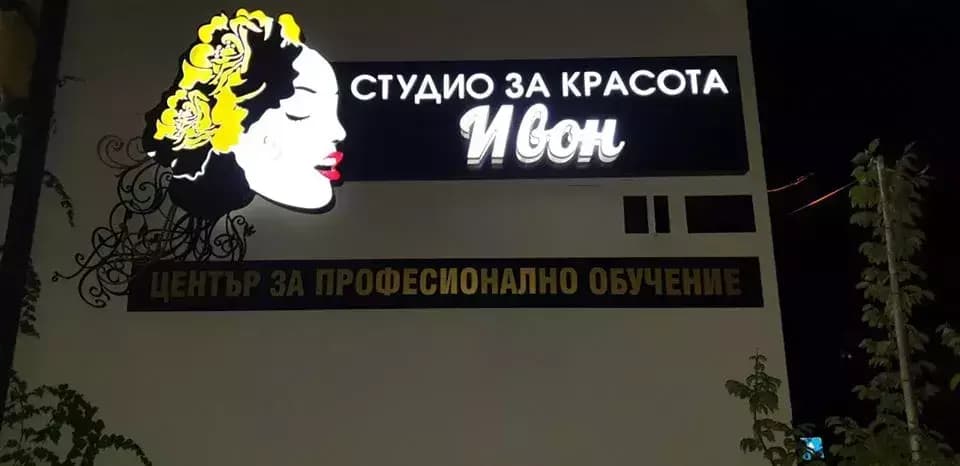 СТУДИО ЗА КРАСОТА
Ивон
ЦЕНТЪР ЗА ПРОФЕСИОНАЛНО ОБУЧЕНИЕ